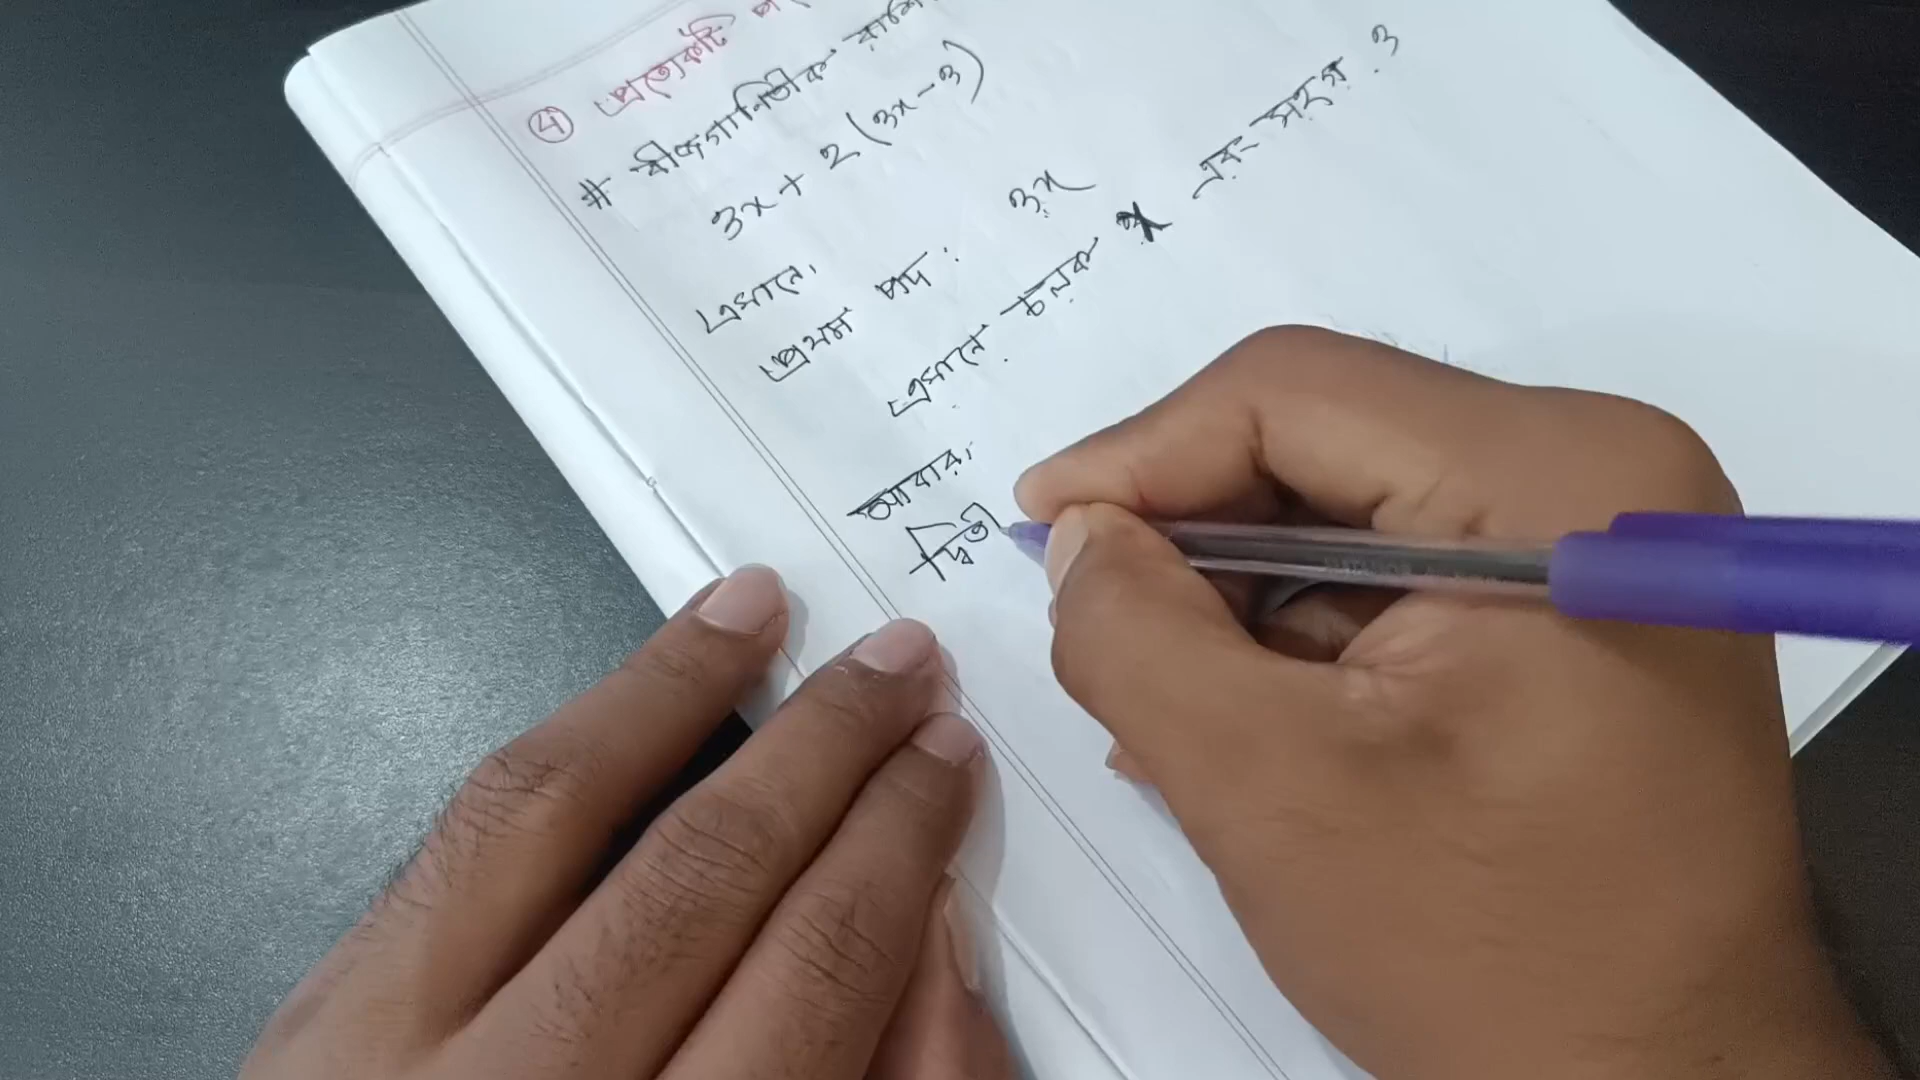 ④ প্রত্যেকটি প
# বীজগানিতীক রাশি
3x + 2 (3x - 3)
এখানে,
প্রথম পদ : 3x
এখানে চলক x এবং সহগ 3
আবার,
দ্বিতী